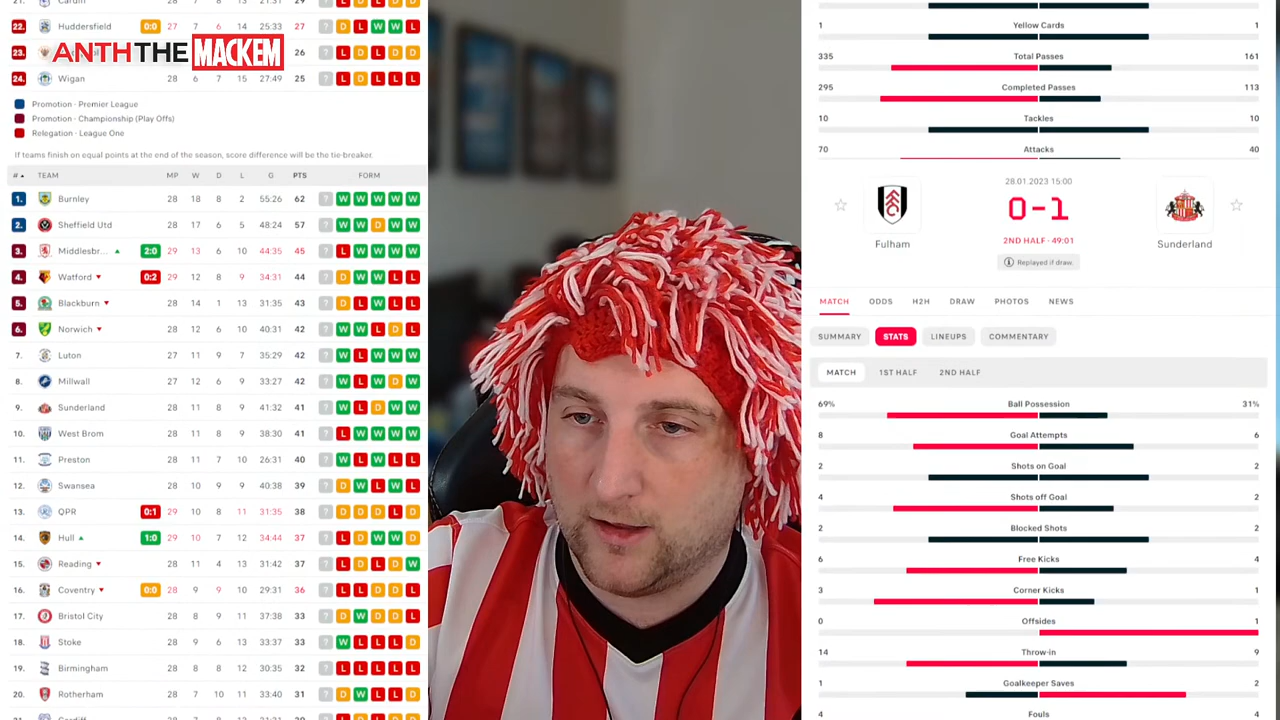 21. Cardiff 28 7 8 13 21:31 29 ? L D L D D
22. Huddersfield 0:0 27 7 6 14 25:33 27 ? L D W W L
ANTHTHEMACKEM
23. 26 ? L D L D D
24. Wigan 28 6 7 15 27:49 25 ? L D L L L
Promotion - Premier League
Promotion - Championship (Play Offs)
Relegation - League One
If teams finish on equal points at the end of the season, score difference will be the tie-breaker.
# TEAM MP W D L G PTS FORM
1. Burnley 28 18 8 2 55:26 62 ? W W W W W
2. Sheffield Utd 28 17 6 5 48:24 57 ? W W D W W
3. Middlesbr... 2:0 29 13 6 10 44:35 45 ? L W W W W
4. Watford 0:2 29 12 8 9 34:31 44 ? D W W L L
5. Blackburn 28 14 1 13 31:35 43 ? D L W L L
6. Norwich 28 12 6 10 40:31 42 ? W W L D L
7. Luton 27 11 9 7 35:29 42 ? W L W W W
8. Millwall 27 12 6 9 33:27 42 ? W L W D W
9. Sunderland 28 11 8 9 41:32 41 ? W L D W W
10. West Brom 28 11 8 9 38:30 41 ? L W W W W
11. Preston 28 11 7 10 26:31 40 ? W L W L L
12. Swansea 28 10 9 9 40:38 39 ? D W L W L
13. QPR 0:1 29 10 8 11 31:35 38 ? D D D L D
14. Hull 1:0 29 10 7 12 34:44 37 ? L D W W D
15. Reading 28 11 4 13 31:42 37 ? L D L D W
16. Coventry 0:0 28 9 9 10 29:31 36 ? L L D D L
17. Bristol City 28 8 9 11 37:38 33 ? D W D D L
18. Stoke 28 9 6 13 33:37 33 ? W L L L D
19. Birmingham 28 8 8 12 30:35 32 ? L L L L L
20. Rotherham 28 7 10 11 33:40 31 ? D W L L D
1 Yellow Cards 1
335 Total Passes 161
295 Completed Passes 113
10 Tackles 10
70 Attacks 40
28.01.2023 15:00
0-1
Fulham 2ND HALF - 49:01 Sunderland
Replayed if draw.
MATCH ODDS H2H DRAW PHOTOS NEWS
SUMMARY STATS LINEUPS COMMENTARY
MATCH 1ST HALF 2ND HALF
69% Ball Possession 31%
8 Goal Attempts 6
2 Shots on Goal 2
4 Shots off Goal 2
2 Blocked Shots 2
6 Free Kicks 4
3 Corner Kicks 1
0 Offsides 1
14 Throw-in 9
1 Goalkeeper Saves 2
4 Fouls 4